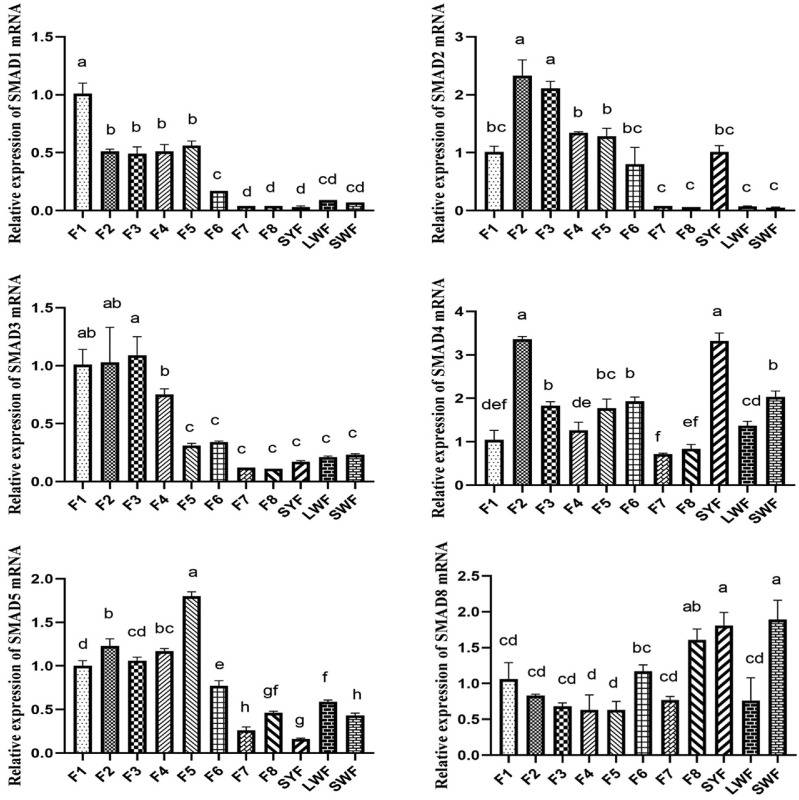 Relative expression of SMAD1 mRNA
1.5
1.0
0.5
0.0
a
b
b
b
b
c
d
d
d
cd
cd
F1 F2 F3 F4 F5 F6 F7 F8 SYF LWF SWF
Relative expression of SMAD2 mRNA
3
2
1
0
bc
a
a
b
b
bc
c
c
bc
c
c
F1 F2 F3 F4 F5 F6 F7 F8 SYF LWF SWF
Relative expression of SMAD3 mRNA
1.5
1.0
0.5
0.0
ab
ab
a
b
c
c
c
c
c
c
c
F1 F2 F3 F4 F5 F6 F7 F8 SYF LWF SWF
Relative expression of SMAD4 mRNA
4
3
2
1
0
def
a
b
de
bc
b
f
ef
a
cd
b
F1 F2 F3 F4 F5 F6 F7 F8 SYF LWF SWF
Relative expression of SMAD5 mRNA
2.0
1.5
1.0
0.5
0.0
d
b
cd
bc
a
e
h
gf
g
f
h
F1 F2 F3 F4 F5 F6 F7 F8 SYF LWF SWF
Relative expression of SMAD8 mRNA
2.5
2.0
1.5
1.0
0.5
0.0
cd
cd
cd
d
d
bc
cd
ab
a
cd
a
F1 F2 F3 F4 F5 F6 F7 F8 SYF LWF SWF